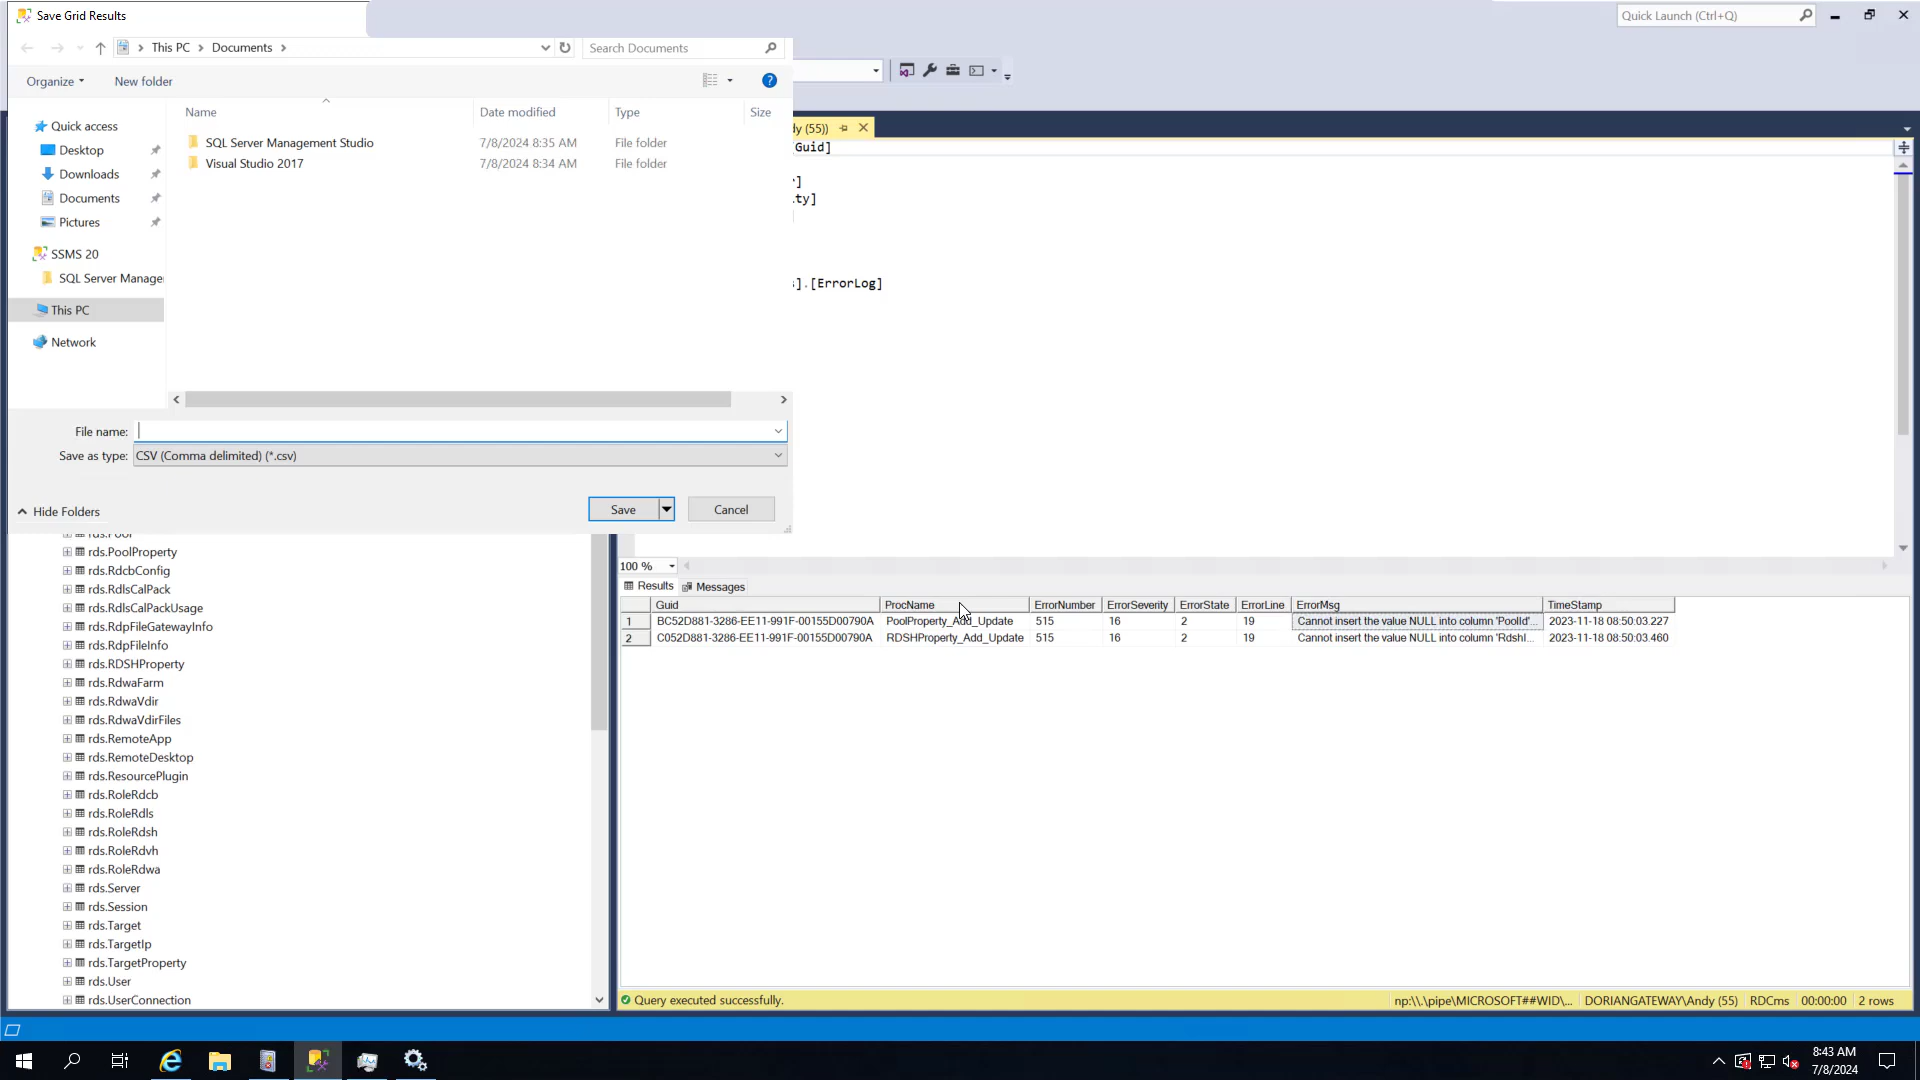 Save Grid Results
Quick Launch (Ctrl+Q)
This PC
Documents
Search Documents
Organize
New folder
Name
Date modified
Type
Size
SQL Server Management Studio
7/8/2024 8:35 AM
File folder
Visual Studio 2017
7/8/2024 8:34 AM
File folder
Quick access
Desktop
Downloads
Documents
Pictures
SSMS 20
SQL Server Manage
This PC
Network
File name:
Save as type: CSV (Comma delimited) (*.csv)
Hide Folders
Save
Cancel
dy (55))
Guid]
]
ty]
].[ErrorLog]
rds.Pool
rds.PoolProperty
rds.RdcbConfig
rds.RdlsCalPack
rds.RdlsCalPackUsage
rds.RdpFileGatewayInfo
rds.RdpFileInfo
rds.RDSHProperty
rds.RdwaFarm
rds.RdwaVdir
rds.RdwaVdirFiles
rds.RemoteApp
rds.RemoteDesktop
rds.ResourcePlugin
rds.RoleRdcb
rds.RoleRdls
rds.RoleRdsh
rds.RoleRdvh
rds.RoleRdwa
rds.Server
rds.Session
rds.Target
rds.TargetIp
rds.TargetProperty
rds.User
rds.UserConnection
100 %
Results Messages
Guid ProcName ErrorNumber ErrorSeverity ErrorState ErrorLine ErrorMsg TimeStamp
1 BC52D881-3286-EE11-991F-00155D00790A PoolProperty_Add_Update 515 16 2 19 Cannot insert the value NULL into column 'PoolId'... 2023-11-18 08:50:03.227
2 C052D881-3286-EE11-991F-00155D00790A RDSHProperty_Add_Update 515 16 2 19 Cannot insert the value NULL into column 'RdshI... 2023-11-18 08:50:03.460
Query executed successfully.
np:\\.\pipe\MICROSOFT##WID\... DORIANGATEWAY\Andy (55) RDCms 00:00:00 2 rows
8:43 AM
7/8/2024